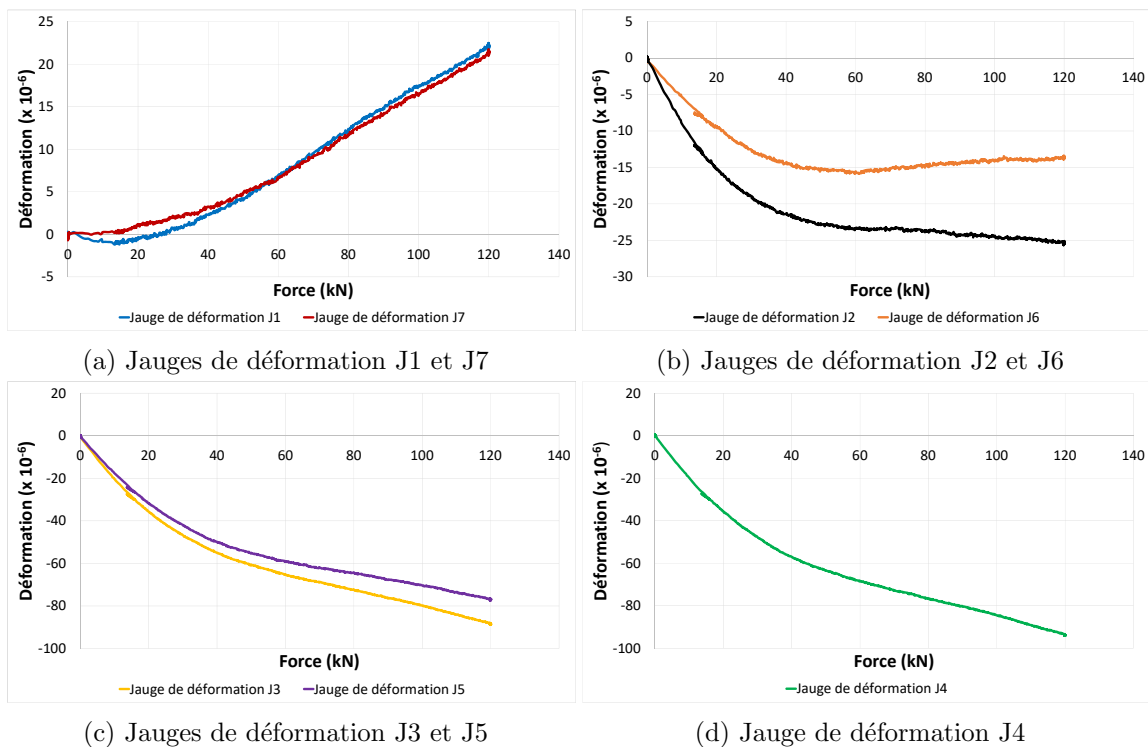 25
20
15
10
5
0
-5
0 20 40 60 80 100 120 140
Déformation (x 10-6)
Force (kN)
Jauge de déformation J1 Jauge de déformation J7
(a) Jauges de déformation J1 et J7
5
0
-5
-10
-15
-20
-25
-30
0 20 40 60 80 100 120 140
Déformation (x 10-6)
Force (kN)
Jauge de déformation J2 Jauge de déformation J6
(b) Jauges de déformation J2 et J6
20
0
-20
-40
-60
-80
-100
0 20 40 60 80 100 120 140
Déformation (x 10-6)
Force (kN)
Jauge de déformation J3 Jauge de déformation J5
(c) Jauges de déformation J3 et J5
20
0
-20
-40
-60
-80
-100
0 20 40 60 80 100 120 140
Déformation (x 10-6)
Force (kN)
Jauge de déformation J4
(d) Jauge de déformation J4